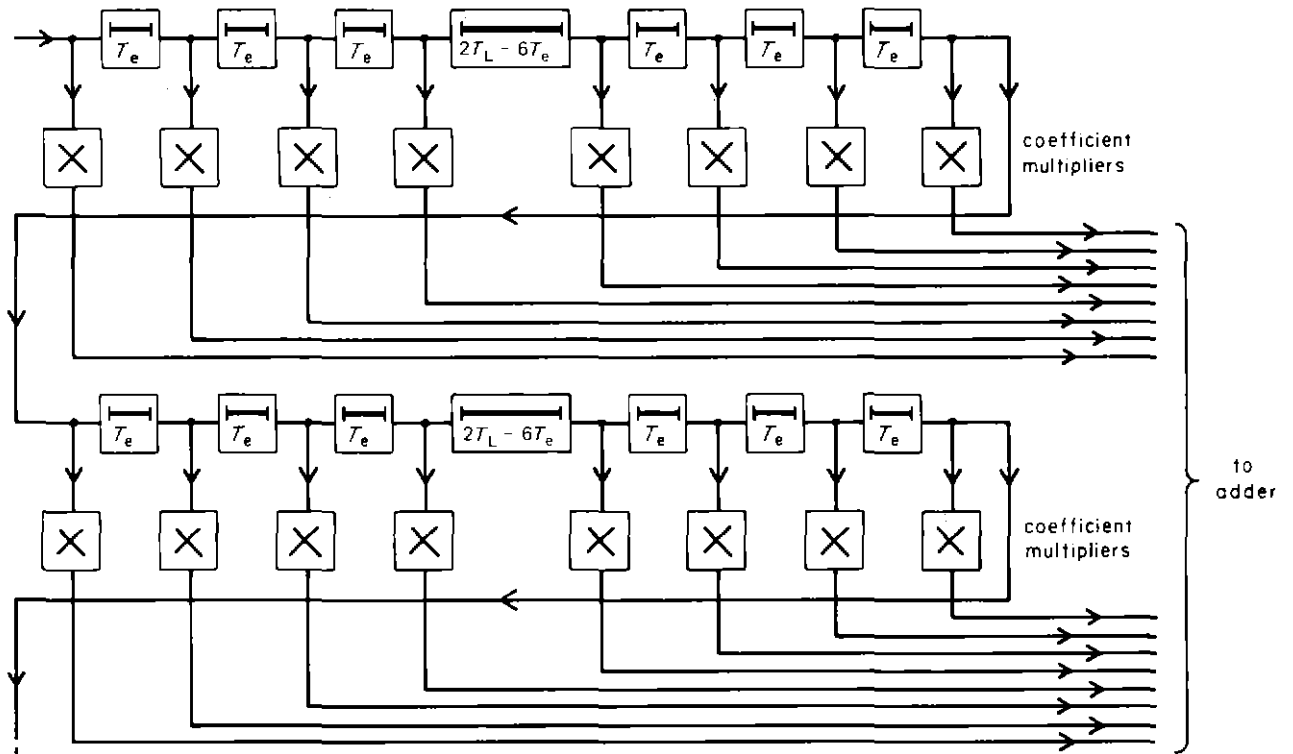 Te Te Te 2TL – 6Te Te Te Te
coefficient
multipliers
Te Te Te 2TL – 6Te Te Te Te
to
adder
coefficient
multipliers